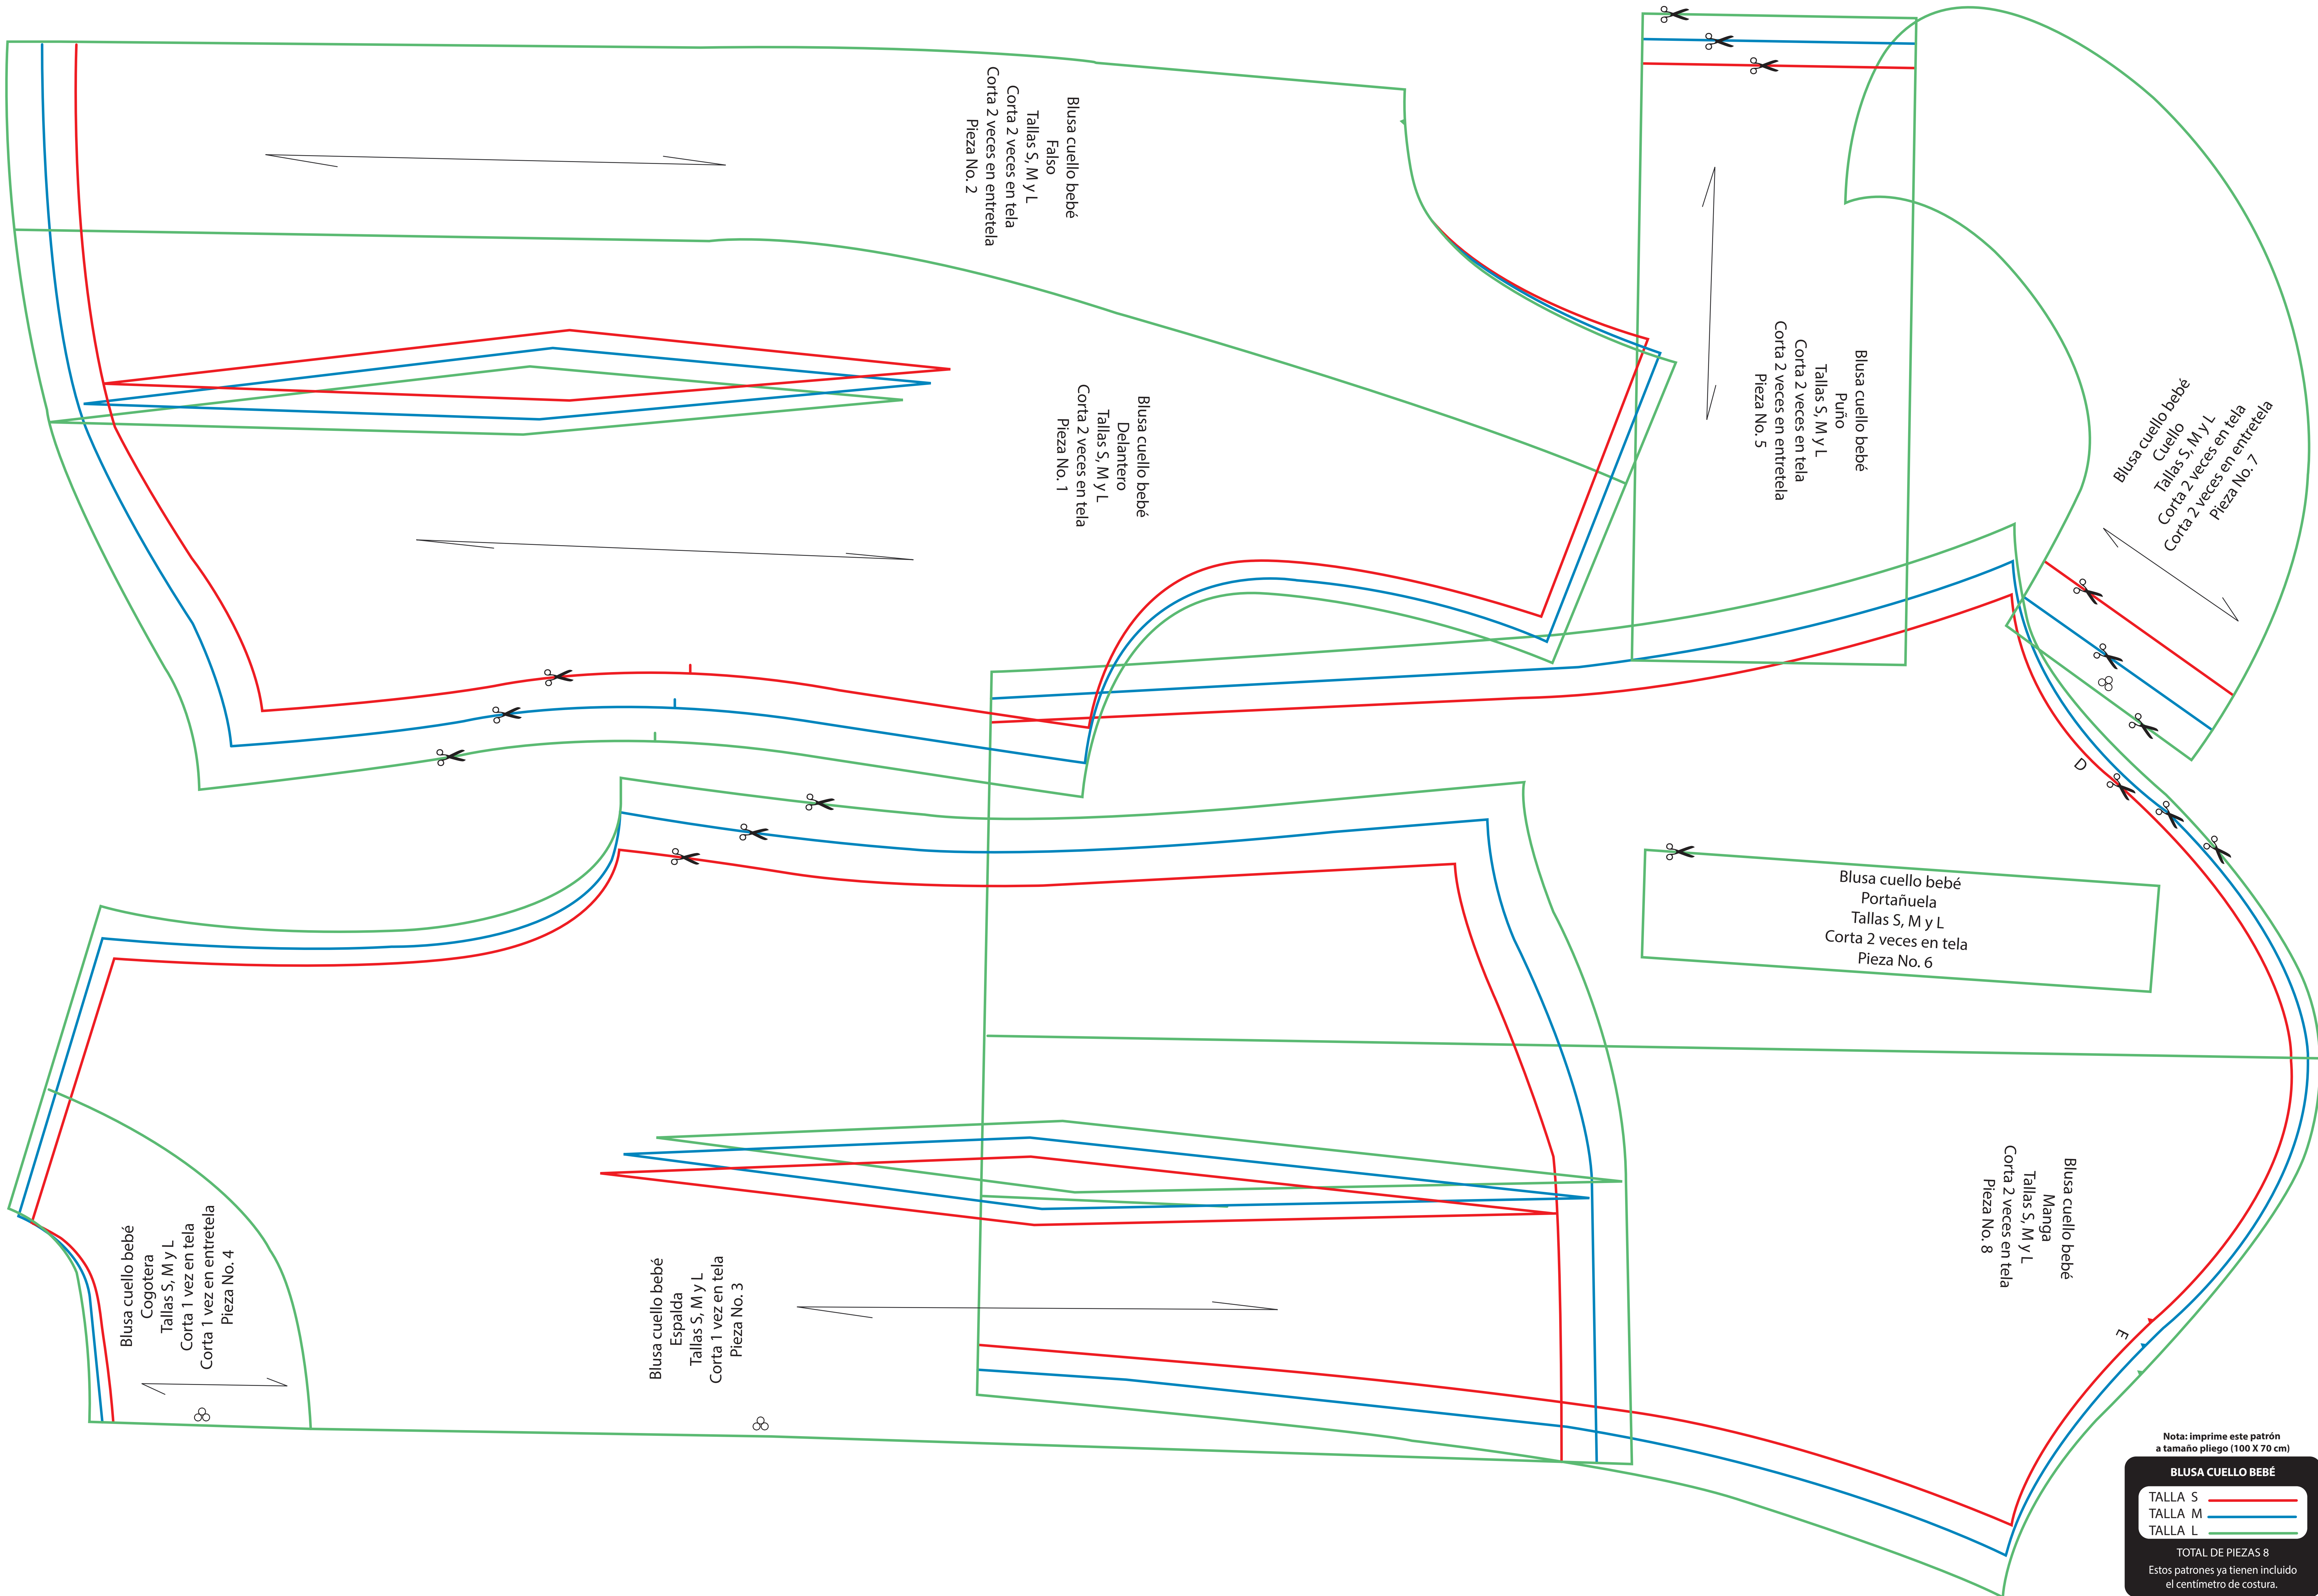 Blusa cuello bebé
Falso
Tallas S, M y L
Corta 2 veces en tela
Corta 2 veces en entretela
Pieza No. 2
Blusa cuello bebé
Delantero
Tallas S, M y L
Corta 2 veces en tela
Pieza No. 1
Blusa cuello bebé
Puño
Tallas S, M y L
Corta 2 veces en tela
Corta 2 veces en entretela
Pieza No. 5
Blusa cuello bebé
Cuello
Tallas S, M y L
Corta 2 veces en tela
Corta 2 veces en entretela
Pieza No. 7
D
Blusa cuello bebé
Portañuela
Tallas S, M y L
Corta 2 veces en tela
Pieza No. 6
Blusa cuello bebé
Cogotera
Tallas S, M y L
Corta 1 vez en tela
Corta 1 vez en entretela
Pieza No. 4
Blusa cuello bebé
Espalda
Tallas S, M y L
Corta 1 vez en tela
Pieza No. 3
Blusa cuello bebé
Manga
Tallas S, M y L
Corta 2 veces en tela
Pieza No. 8
E
Nota: imprime este patrón
a tamaño pliego (100 X 70 cm)
BLUSA CUELLO BEBÉ
TALLA S
TALLA M
TALLA L
TOTAL DE PIEZAS 8
Estos patrones ya tienen incluido
el centímetro de costura.